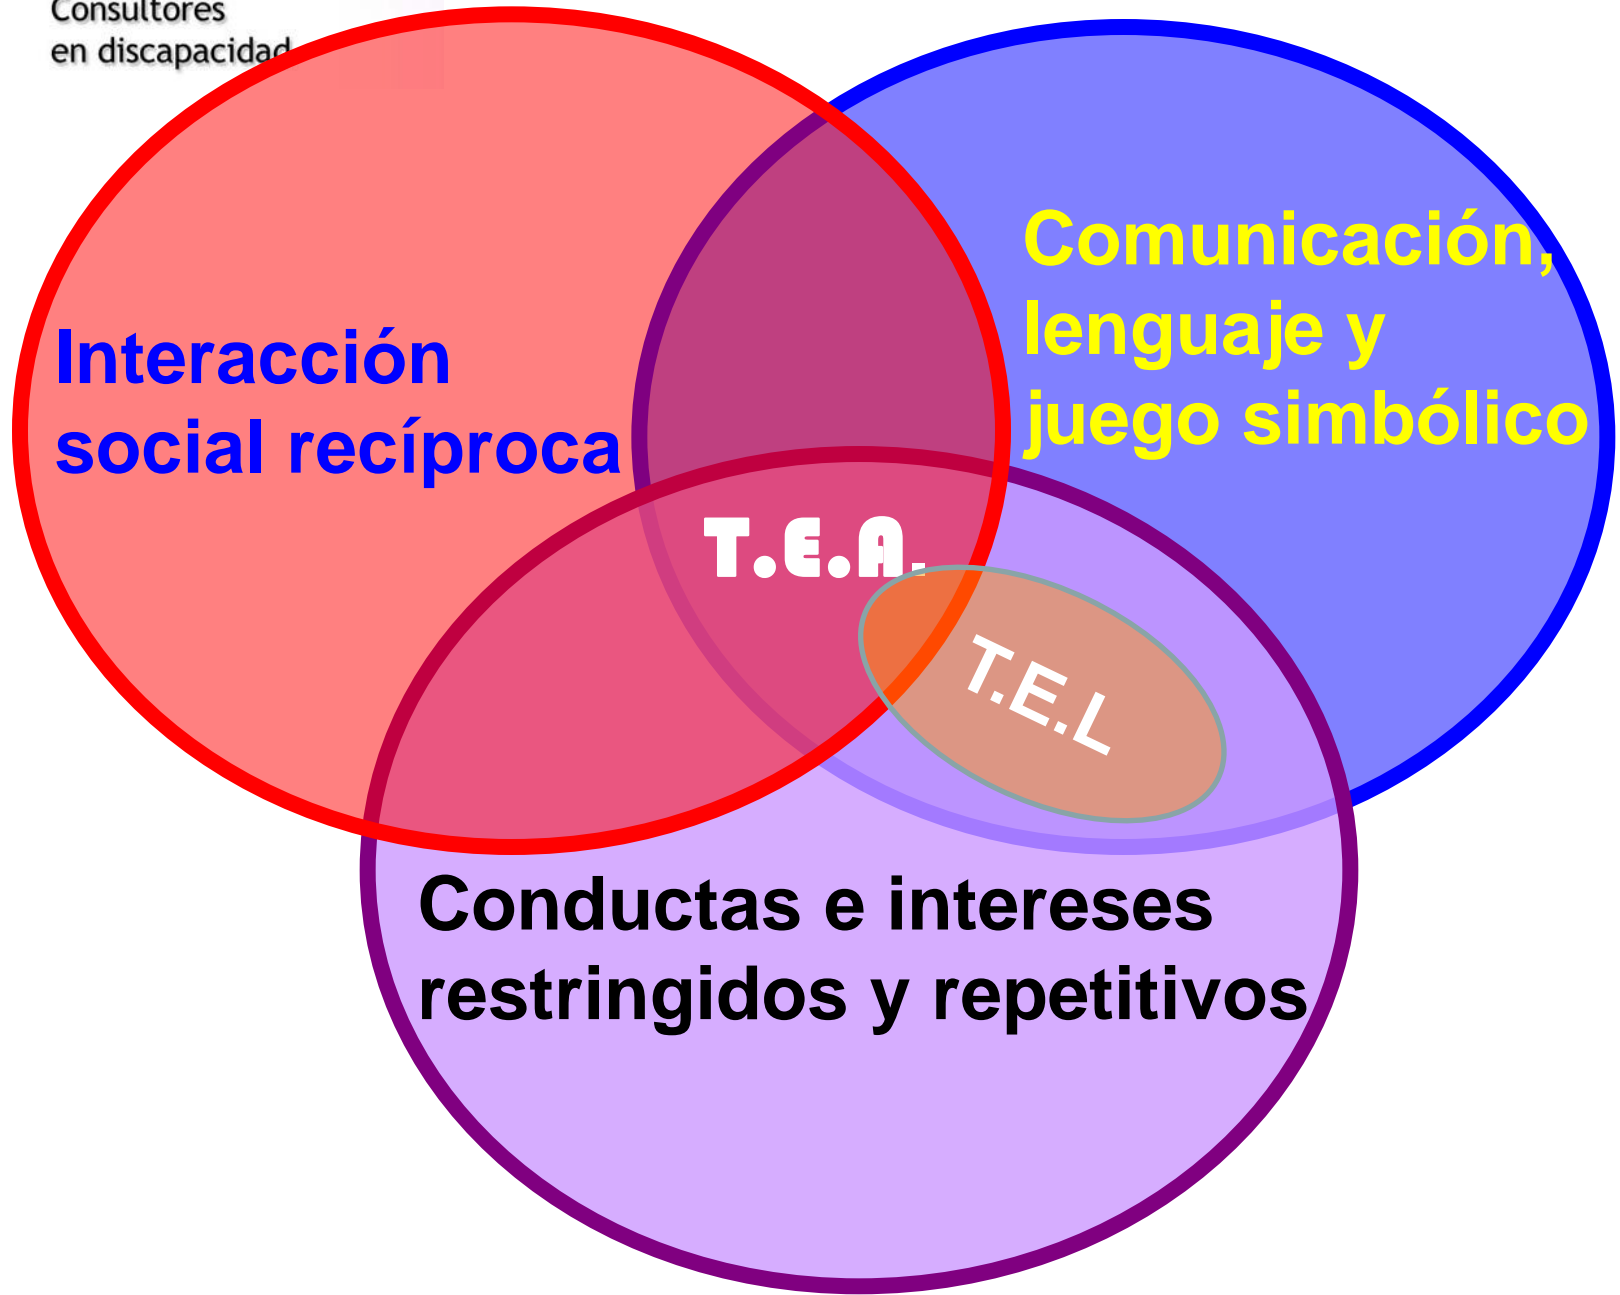 Consultores
en discapacidad
Comunicación,
lenguaje y
juego simbólico
Interacción
social recíproca
T.E.A.
T.E.L
Conductas e intereses
restringidos y repetitivos